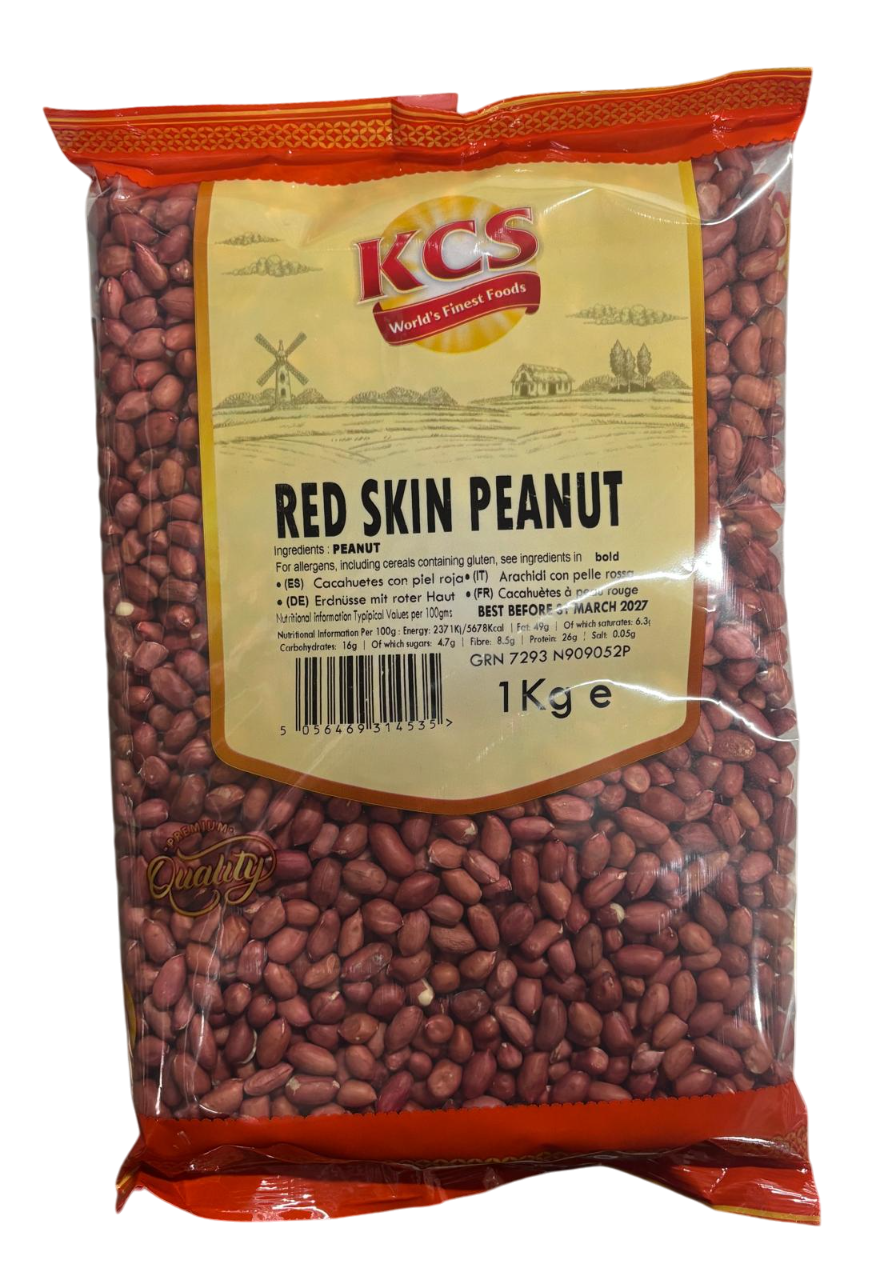 KCS
World's Finest Foods
RED SKIN PEANUT
Ingredients : PEANUT
For allergens, including cereals containing gluten, see ingredients in bold
• (ES) Cacahuetes con piel roja • (IT) Arachidi con pelle rossa
• (DE) Erdnüsse mit roter Haut • (FR) Cacahuètes à peau rouge
Nutritional Information Typipical Values per 100gms BEST BEFORE 31 MARCH 2027
Nutritional Information Per 100g : Energy: 2371Kj/5678Kcal | Fat: 49g | Of which saturates: 6.3g
Carbohydrates: 16g | Of which sugars: 4.7g | Fibre: 8.5g | Protein: 26g | Salt: 0.05g
GRN 7293 N909052P
1Kg e
5 056469 314535 >
PREMIUM
Quality